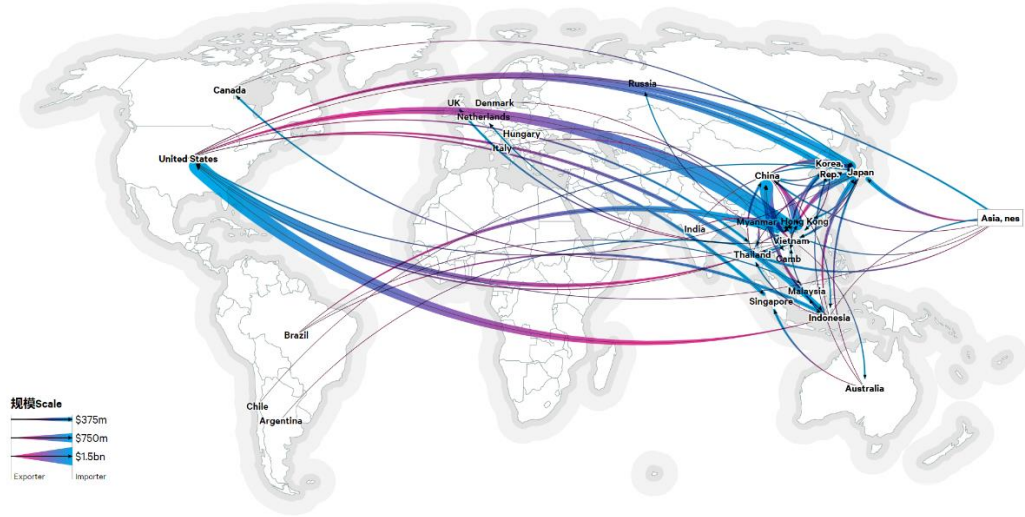 Canada
UK
Denmark
Netherlands
Hungary
Italy
Russia
United States
China
Korea,
Rep.
Japan
Myanmar
Hong Kong
India
Vietnam
Thailand
Camb
Malaysia
Singapore
Indonesia
Asia, nes
Brazil
Chile
Argentina
Australia
规模Scale
$375m
$750m
$1.5bn
Exporter
Importer